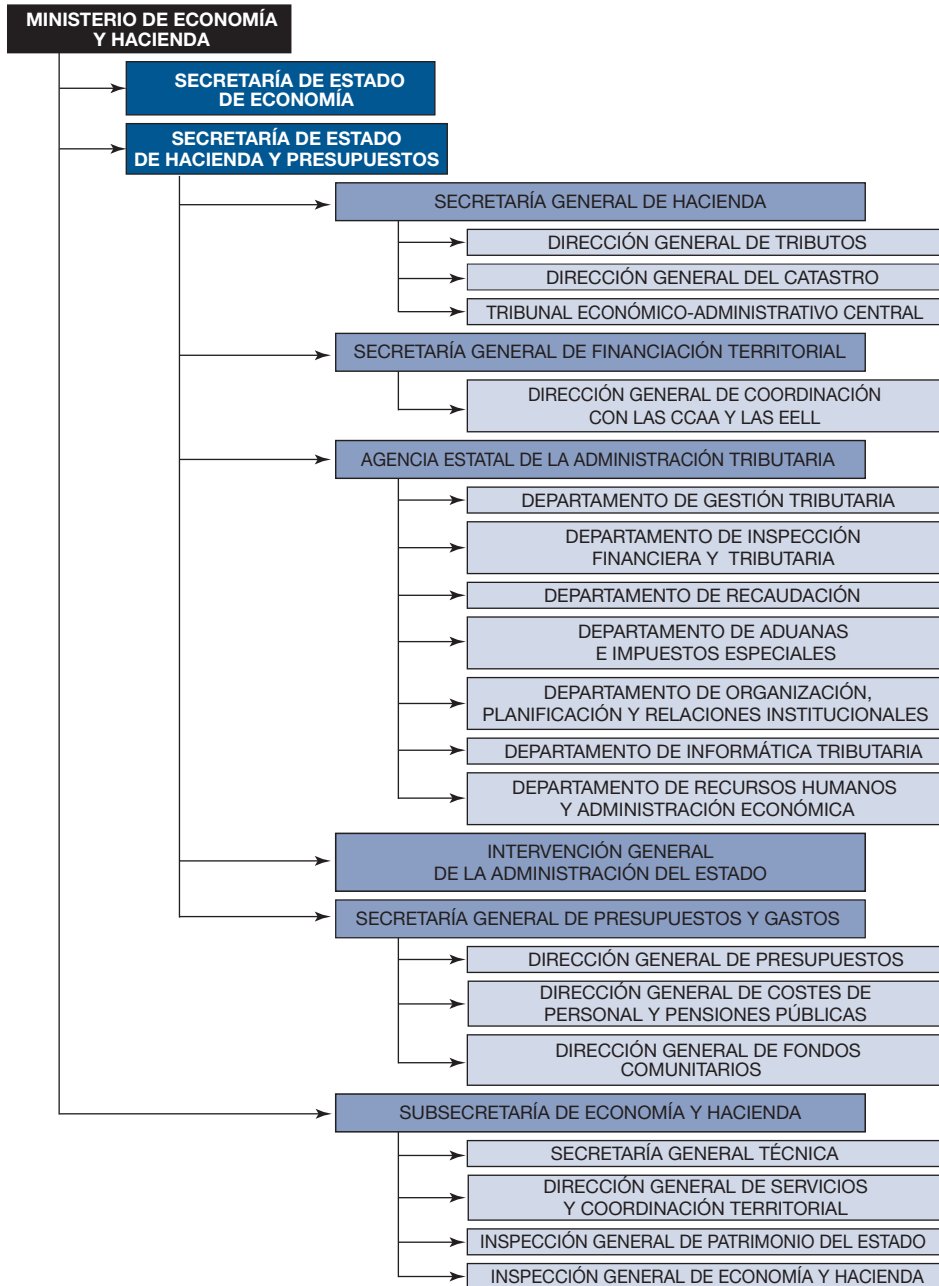 MINISTERIO DE ECONOMÍA
Y HACIENDA
SECRETARÍA DE ESTADO
DE ECONOMÍA
SECRETARÍA DE ESTADO
DE HACIENDA Y PRESUPUESTOS
SECRETARÍA GENERAL DE HACIENDA
DIRECCIÓN GENERAL DE TRIBUTOS
DIRECCIÓN GENERAL DEL CATASTRO
TRIBUNAL ECONÓMICO-ADMINISTRATIVO CENTRAL
SECRETARÍA GENERAL DE FINANCIACIÓN TERRITORIAL
DIRECCIÓN GENERAL DE COORDINACIÓN
CON LAS CCAA Y LAS EELL
AGENCIA ESTATAL DE LA ADMINISTRACIÓN TRIBUTARIA
DEPARTAMENTO DE GESTIÓN TRIBUTARIA
DEPARTAMENTO DE INSPECCIÓN
FINANCIERA Y TRIBUTARIA
DEPARTAMENTO DE RECAUDACIÓN
DEPARTAMENTO DE ADUANAS
E IMPUESTOS ESPECIALES
DEPARTAMENTO DE ORGANIZACIÓN,
PLANIFICACIÓN Y RELACIONES INSTITUCIONALES
DEPARTAMENTO DE INFORMÁTICA TRIBUTARIA
DEPARTAMENTO DE RECURSOS HUMANOS
Y ADMINISTRACIÓN ECONÓMICA
INTERVENCIÓN GENERAL
DE LA ADMINISTRACIÓN DEL ESTADO
SECRETARÍA GENERAL DE PRESUPUESTOS Y GASTOS
DIRECCIÓN GENERAL DE PRESUPUESTOS
DIRECCIÓN GENERAL DE COSTES DE
PERSONAL Y PENSIONES PÚBLICAS
DIRECCIÓN GENERAL DE FONDOS
COMUNITARIOS
SUBSECRETARÍA DE ECONOMÍA Y HACIENDA
SECRETARÍA GENERAL TÉCNICA
DIRECCIÓN GENERAL DE SERVICIOS
Y COORDINACIÓN TERRITORIAL
INSPECCIÓN GENERAL DE PATRIMONIO DEL ESTADO
INSPECCIÓN GENERAL DE ECONOMÍA Y HACIENDA